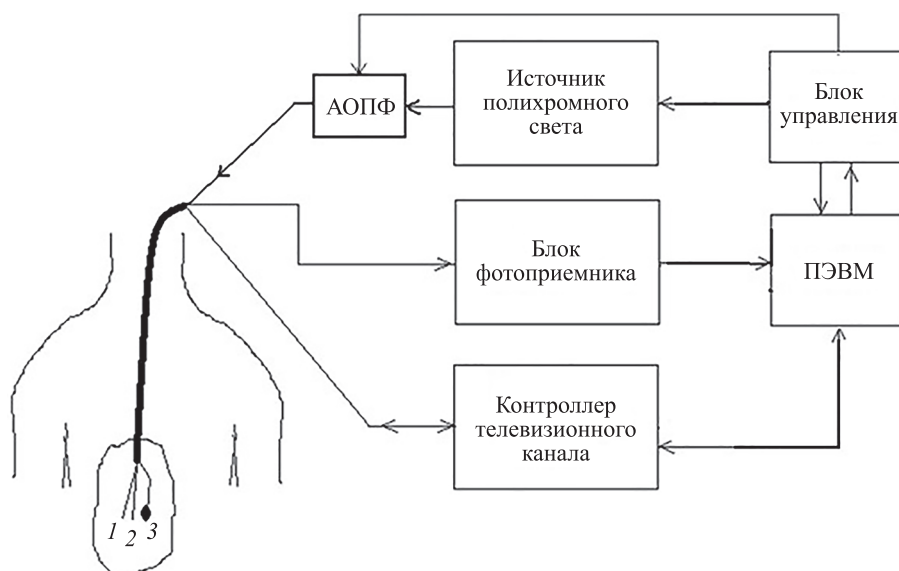 АОПФ
Источник
полихромного
света
Блок
управления
Блок
фотоприемника
ПЭВМ
Контроллер
телевизионного
канала
1 2 3